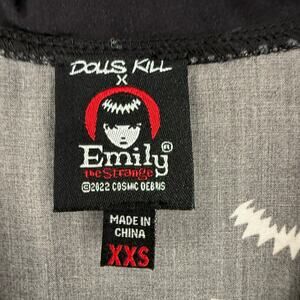 DOLLS KILL
X
Emily®
the Strange
©2022 COSMIC DEBRIS
MADE IN
CHINA
XXS